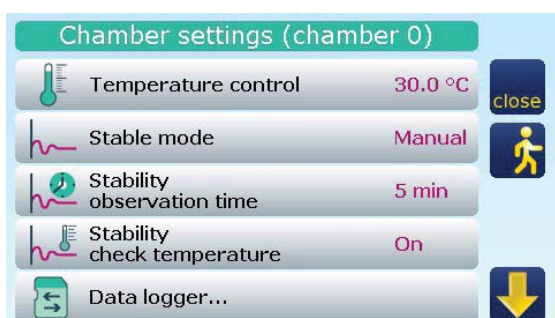 Chamber settings (chamber 0)
Temperature control 30.0 °C
close
Stable mode Manual
Stability
observation time 5 min
Stability
check temperature On
Data logger...